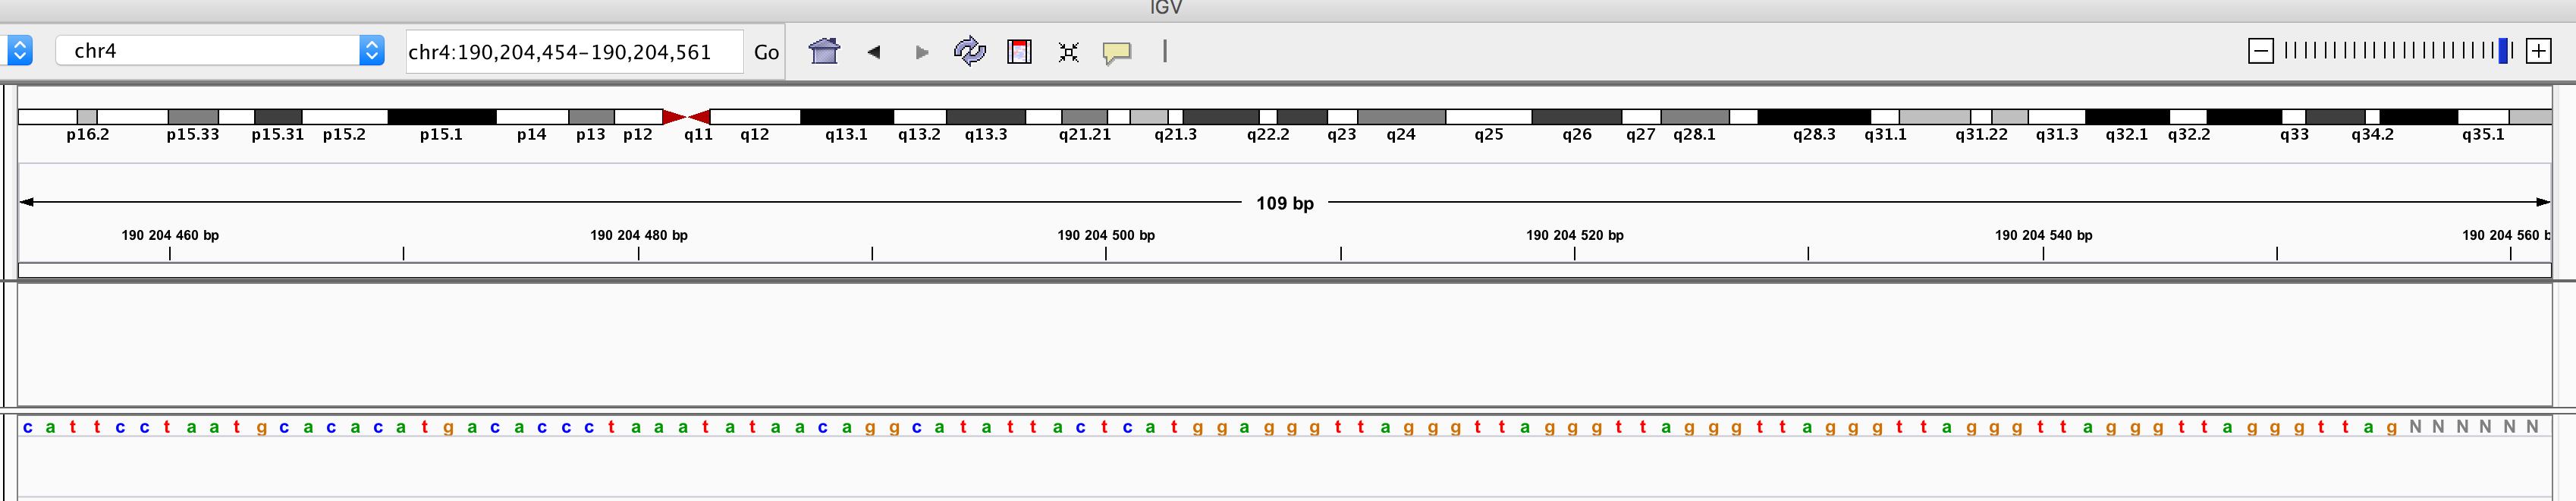 IGV
chr4 chr4:190,204,454-190,204,561 Go
p16.2 p15.33 p15.31 p15.2 p15.1 p14 p13 p12 q11 q12 q13.1 q13.2 q13.3 q21.21 q21.3 q22.2 q23 q24 q25 q26 q27 q28.1 q28.3 q31.1 q31.22 q31.3 q32.1 q32.2 q33 q34.2 q35.1
109 bp
190 204 460 bp 190 204 480 bp 190 204 500 bp 190 204 520 bp 190 204 540 bp 190 204 560 b
c a t t c c t a a t g c a c a c a t g a c a c c c t a a a t a t a a c a g g c a t a t t a c t c a t g g a g g g t t a g g g t t a g g g t t a g g g t t a g g g t t a g g g t t a g g g t t a g g g t t a g N N N N N N